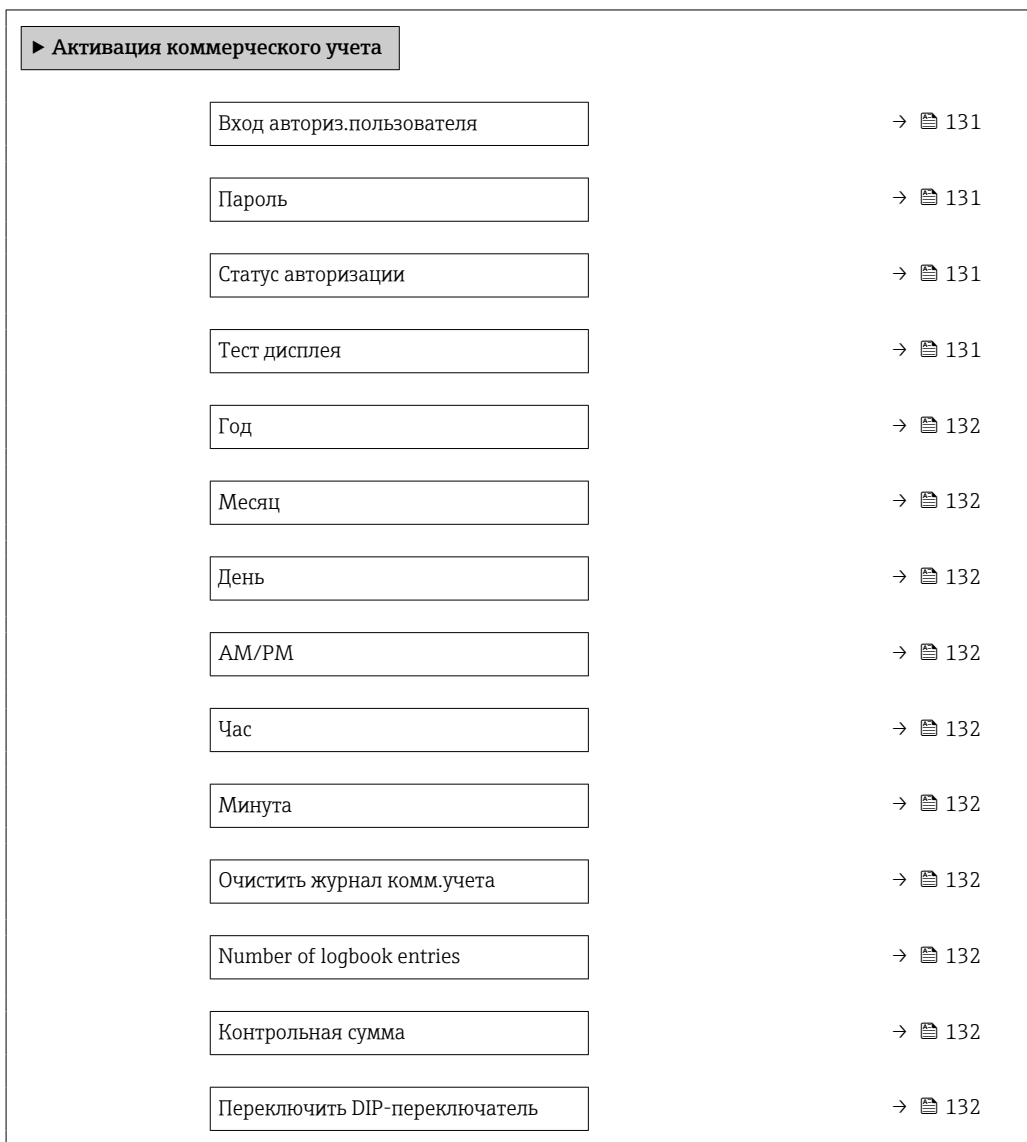 ▶ Активация коммерческого учета
Вход авториз.пользователя → 131
Пароль → 131
Статус авторизации → 131
Тест дисплея → 131
Год → 132
Месяц → 132
День → 132
AM/PM → 132
Час → 132
Минута → 132
Очистить журнал комм.учета → 132
Number of logbook entries → 132
Контрольная сумма → 132
Переключить DIP-переключатель → 132